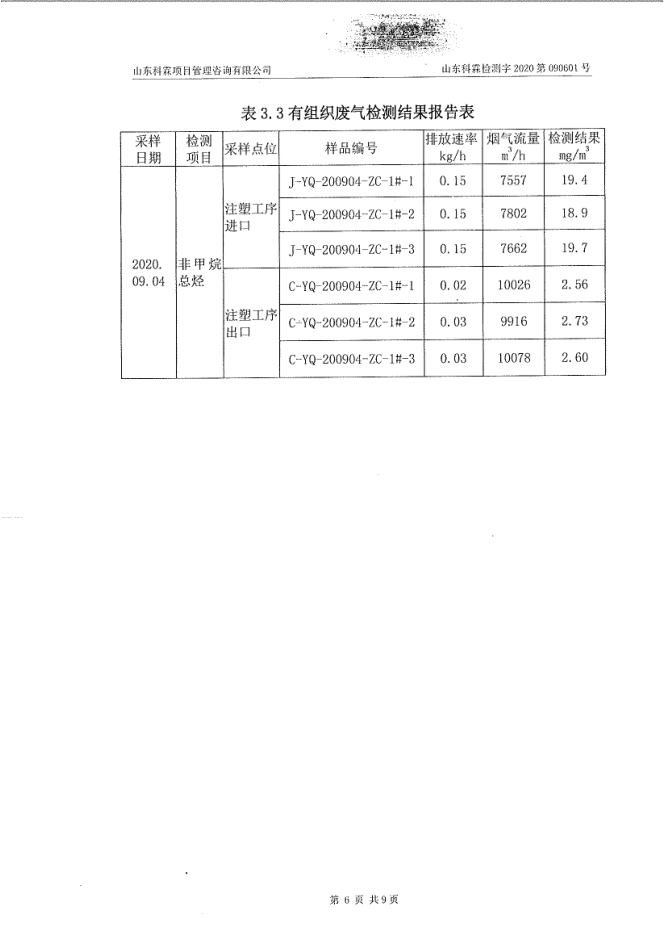 山东科霖项目管理咨询有限公司 山东科霖检测字 2020 第 090601 号
表 3.3 有组织废气检测结果报告表
采样日期 检测项目 采样点位 样品编号 排放速率 kg/h 烟气流量 m³/h 检测结果 mg/m³
2020.09.04 非甲烷总烃 注塑工序进口 J-YQ-200904-ZC-1#-1 0.15 7557 19.4
J-YQ-200904-ZC-1#-2 0.15 7802 18.9
J-YQ-200904-ZC-1#-3 0.15 7662 19.7
注塑工序出口 C-YQ-200904-ZC-1#-1 0.02 10026 2.56
C-YQ-200904-ZC-1#-2 0.03 9916 2.73
C-YQ-200904-ZC-1#-3 0.03 10078 2.60
第 6 页 共9页